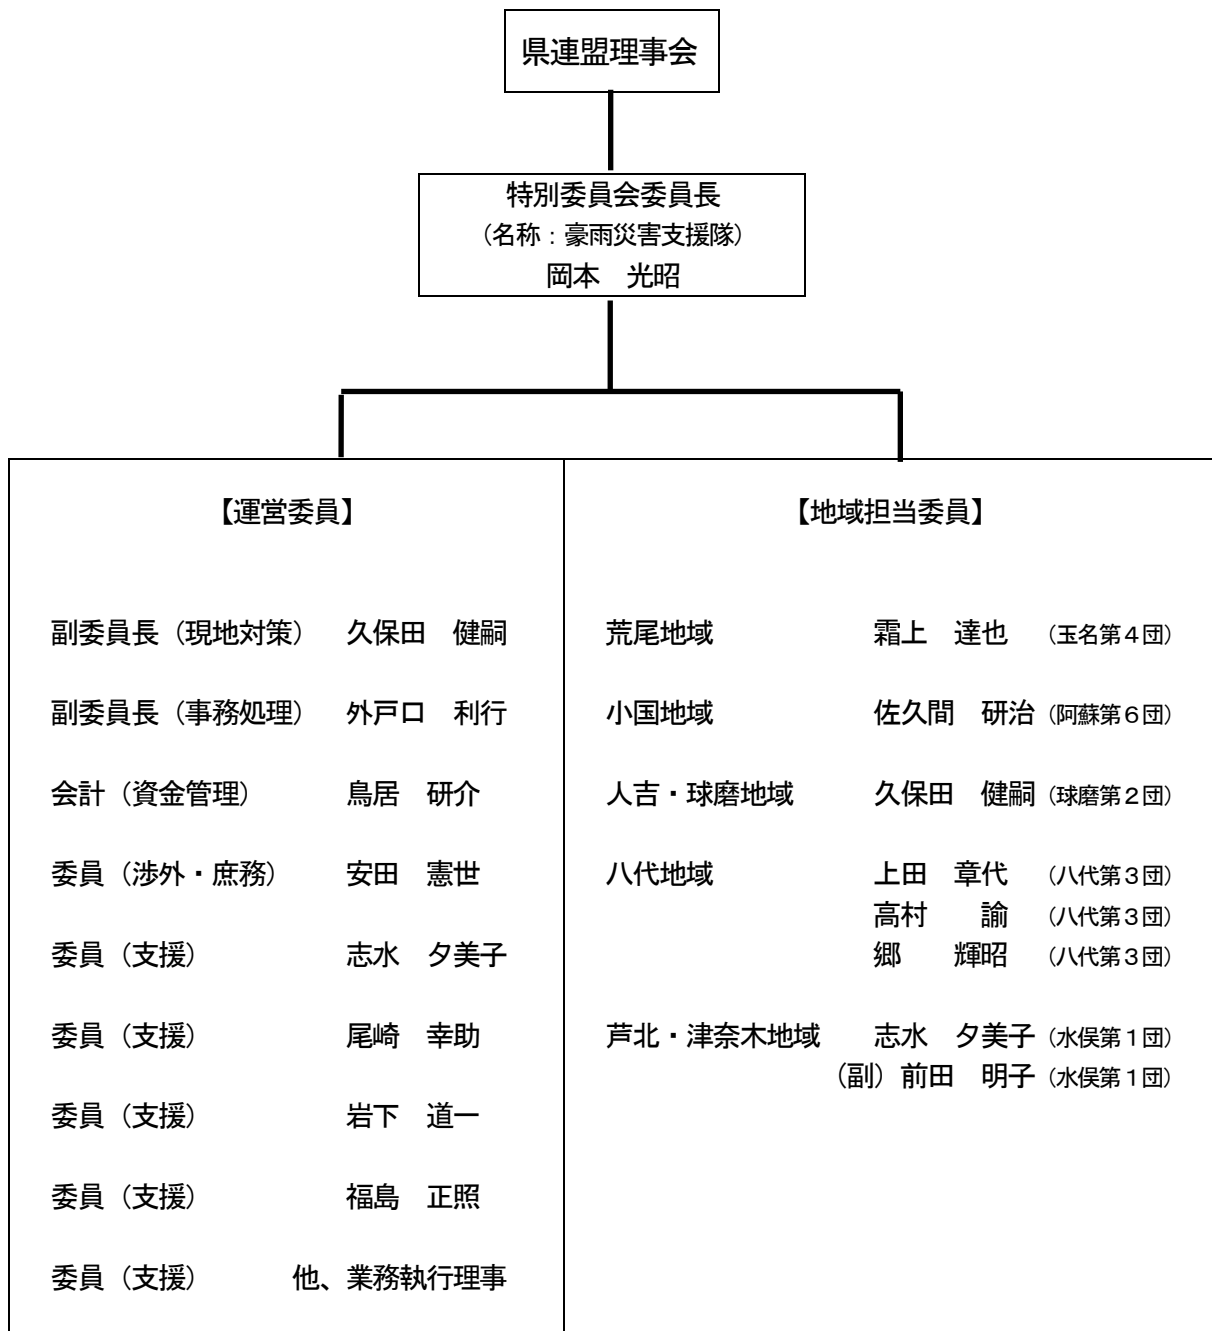 県連盟理事会
特別委員会委員長
（名称：豪雨災害支援隊）
岡本　光昭
【運営委員】
副委員長（現地対策）　久保田　健嗣
副委員長（事務処理）　外戸口　利行
会計（資金管理）　鳥居　研介
委員（渉外・庶務）　安田　憲世
委員（支援）　志水　夕美子
委員（支援）　尾崎　幸助
委員（支援）　岩下　道一
委員（支援）　福島　正照
委員（支援）　他、業務執行理事
【地域担当委員】
荒尾地域　霜上　達也　（玉名第４団）
小国地域　佐久間　研治（阿蘇第６団）
人吉・球磨地域　久保田　健嗣（球磨第２団）
八代地域　上田　章代　（八代第３団）
高村　諭　（八代第３団）
郷　輝昭　（八代第３団）
芦北・津奈木地域　志水　夕美子（水俣第１団）
（副）前田　明子（水俣第１団）